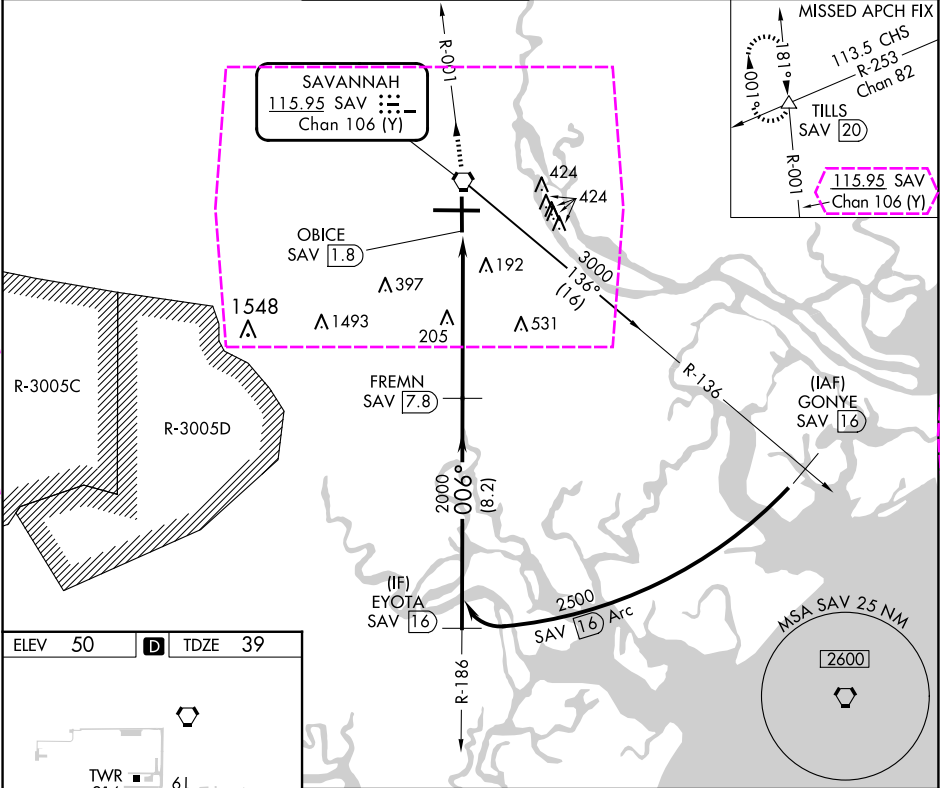 MISSED APCH FIX
181°
001°
113.5 CHS
R-253
Chan 82
TILLS
SAV 20
R-001
115.95 SAV
Chan 106 (Y)
R-001
SAVANNAH
115.95 SAV
Chan 106 (Y)
424
424
OBICE
SAV 1.8
192
397
3000
136°
(16)
1548
1493
205
531
R-3005C
R-3005D
FREMN
SAV 7.8
R-136
(IAF)
GONYE
SAV 16
2000
006°
(8.2)
(IF)
EYOTA
SAV 16
2500
SAV 16 Arc
R-186
MSA SAV 25 NM
2600
ELEV 50 D TDZE 39
TWR